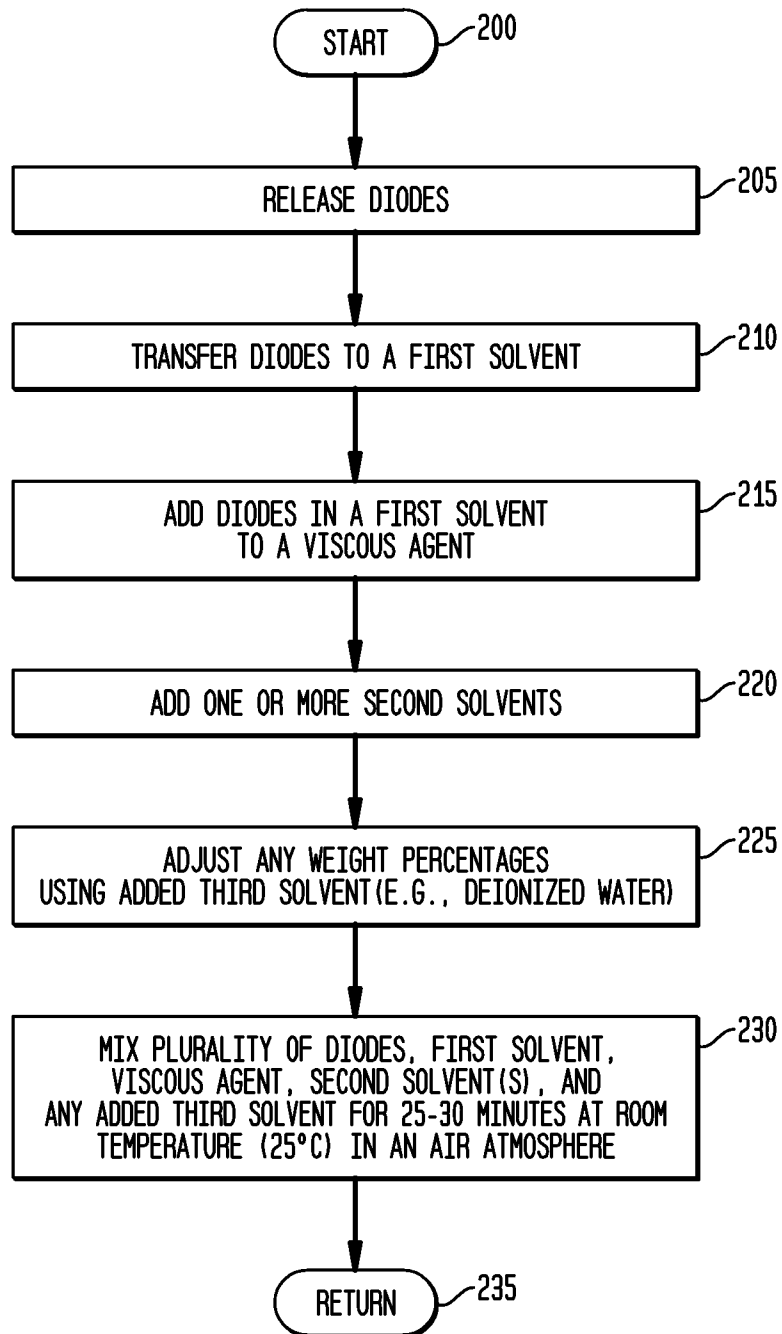 START
200
RELEASE DIODES
205
TRANSFER DIODES TO A FIRST SOLVENT
210
ADD DIODES IN A FIRST SOLVENT
TO A VISCOUS AGENT
215
ADD ONE OR MORE SECOND SOLVENTS
220
ADJUST ANY WEIGHT PERCENTAGES
USING ADDED THIRD SOLVENT(E.G., DEIONIZED WATER)
225
MIX PLURALITY OF DIODES, FIRST SOLVENT,
VISCOUS AGENT, SECOND SOLVENT(S), AND
ANY ADDED THIRD SOLVENT FOR 25-30 MINUTES AT ROOM
TEMPERATURE (25°C) IN AN AIR ATMOSPHERE
230
RETURN
235